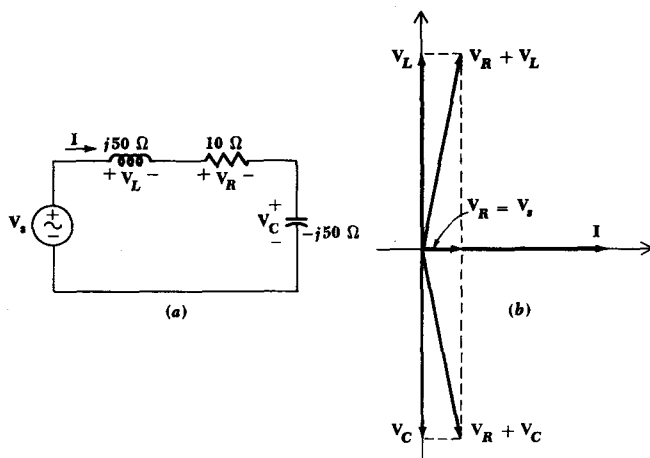 I j50 Ω 10 Ω
+ V_L − + V_R −
V_s + −
V_C + − −j50 Ω
(a)
V_L V_R + V_L
V_R = V_s
I
(b)
V_C V_R + V_C